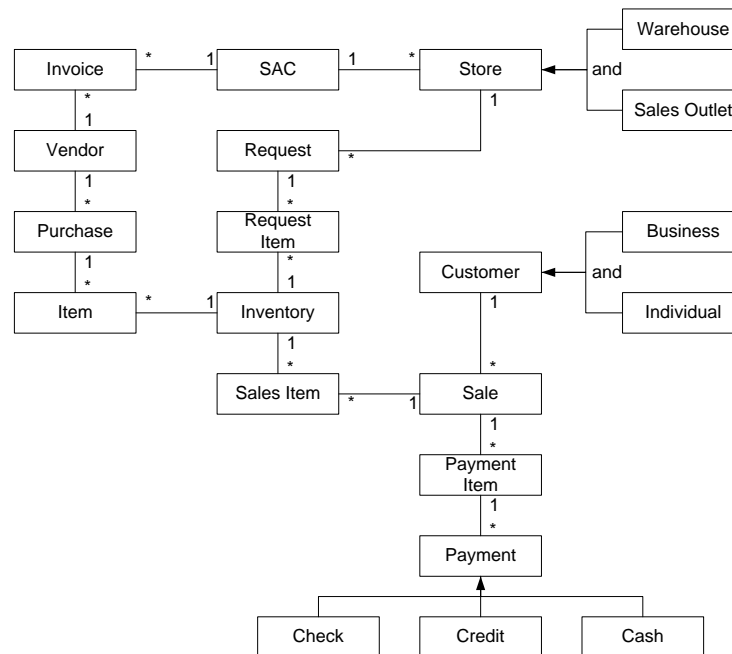 Warehouse
* 1 1 *
Invoice SAC Store and
* 1
1 Sales Outlet
Vendor Request
*
1 1
* *
Purchase Request
Item
Business
1 * Customer and
* 1 1
* 1
Item Inventory Individual
1
* *
Sales Item Sale
* 1
1
*
Payment
Item
1
*
Payment
Check Credit Cash